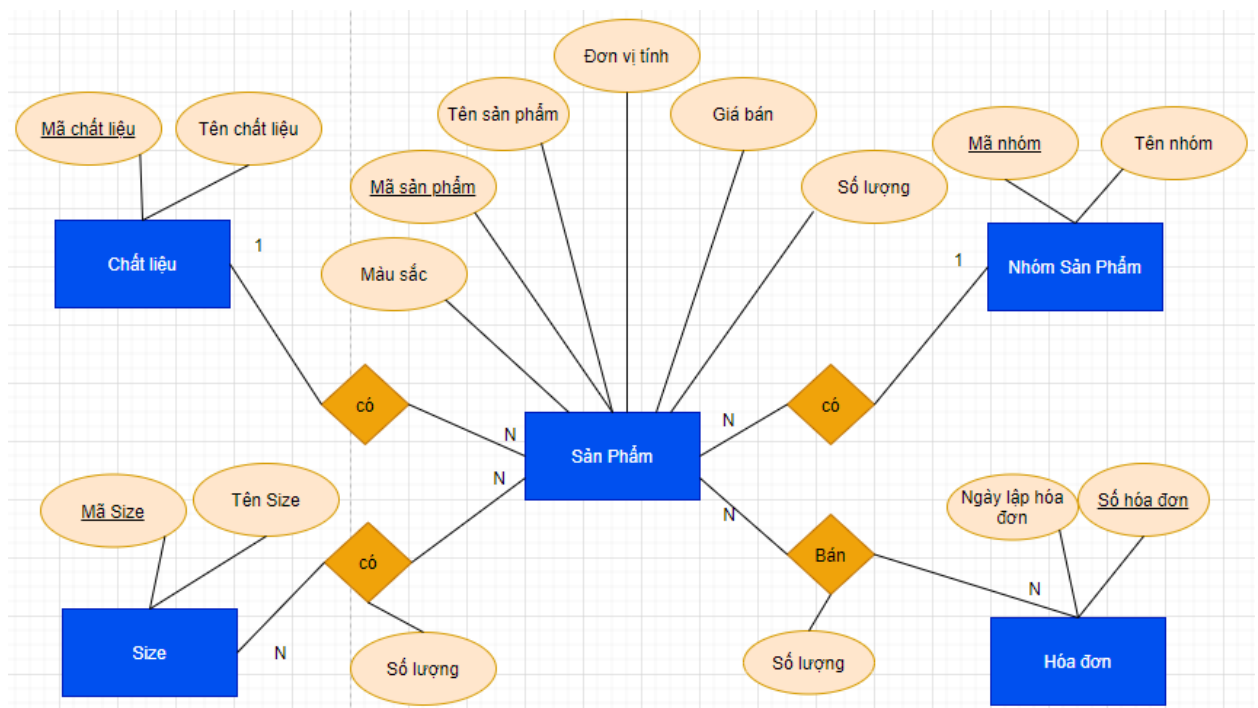 Đơn vị tính
Mã chất liệu
Tên chất liệu
Tên sản phẩm
Giá bán
Mã nhóm
Tên nhóm
Mã sản phẩm
Số lượng
Màu sắc
Chất liệu
1
1
Nhóm Sản Phẩm
có
có
N
N
Sản Phẩm
N
N
Mã Size
Tên Size
Ngày lập hóa
đơn
Số hóa đơn
có
Bán
N
Size
N
Số lượng
Số lượng
Hóa đơn